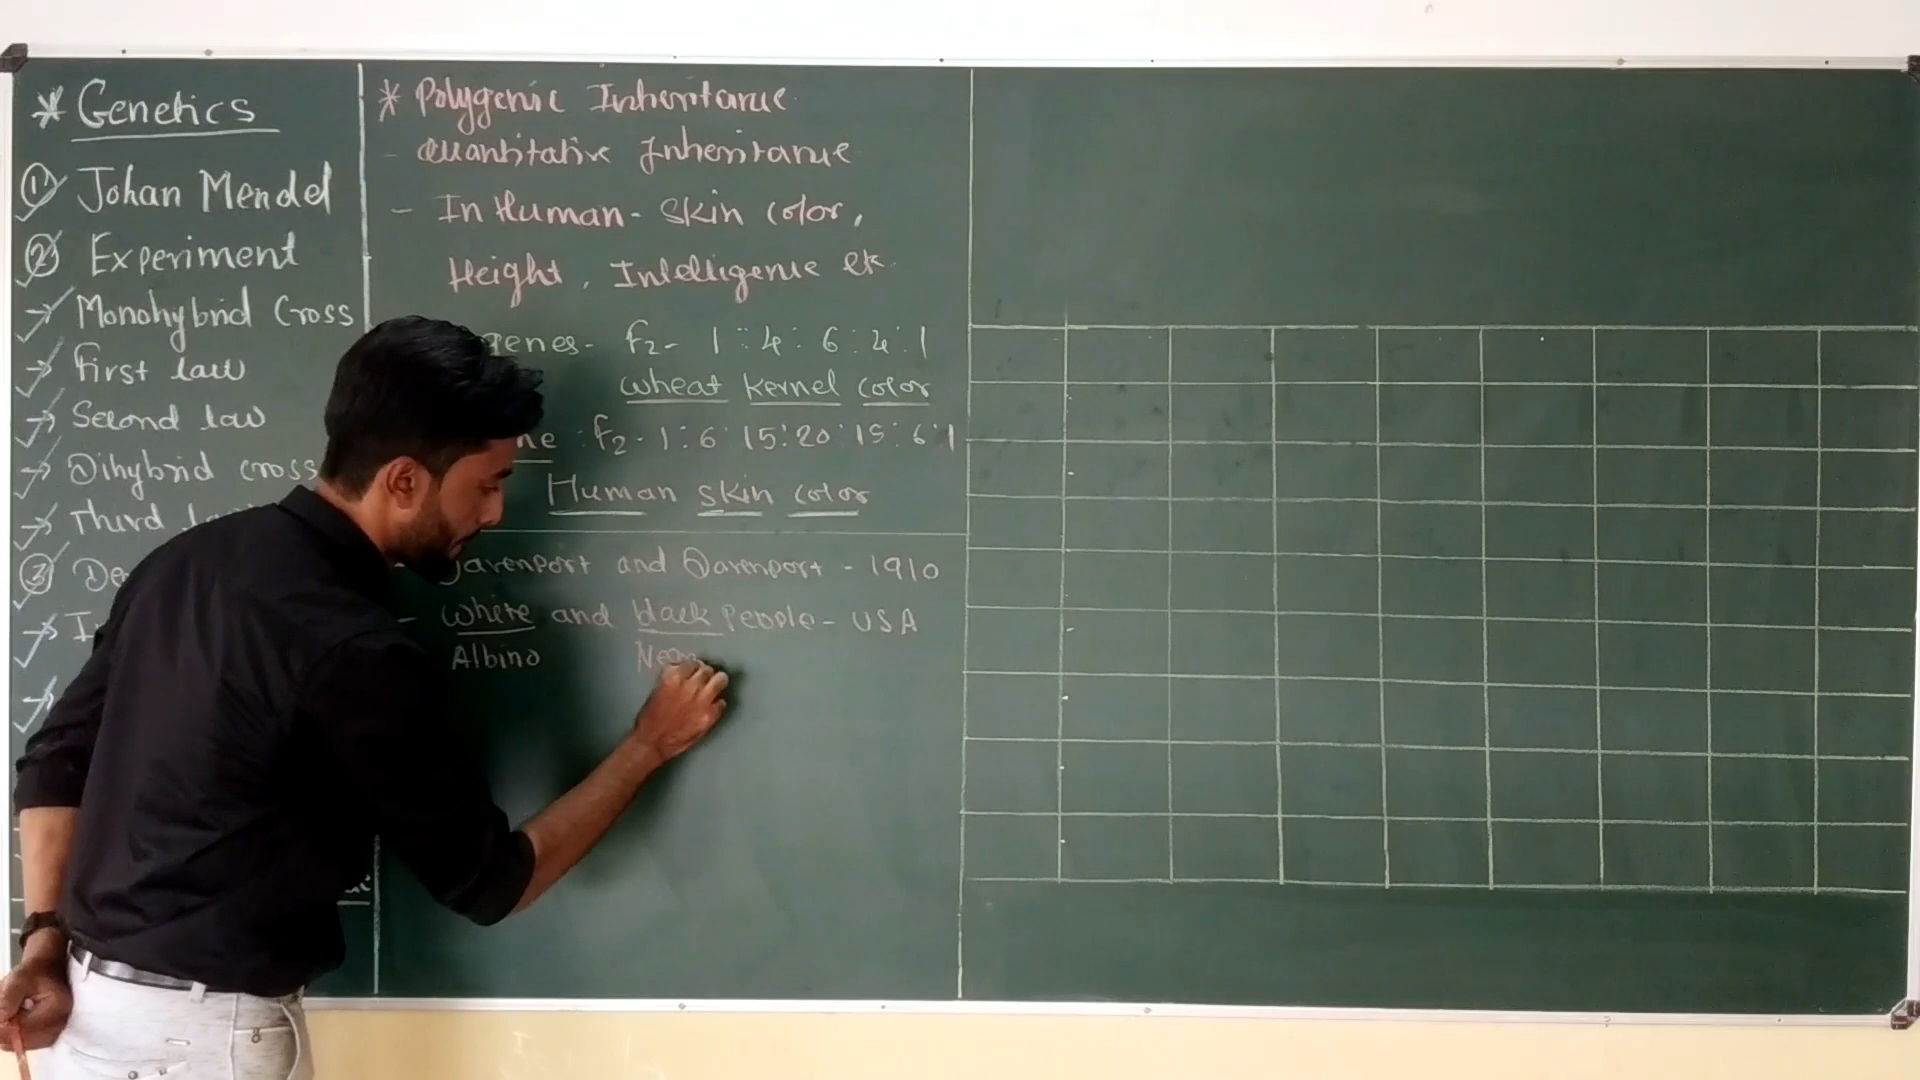 * Genetics
① Johan Mendel
② Experiment
→ Monohybrid Cross
→ First law
→ Second law
→ Dihybrid cross
→ Third
③
* Polygenic Inheritance
- Quantitative Inheritance
- In Human - Skin color,
Height, Intelligence etc
genes - F2 - 1 : 4 : 6 : 4 : 1
wheat kernel color
: F2 - 1 : 6 : 15 : 20 : 15 : 6 : 1
Human skin color
Davenport and Davenport - 1910
- white and black People - USA
Albino